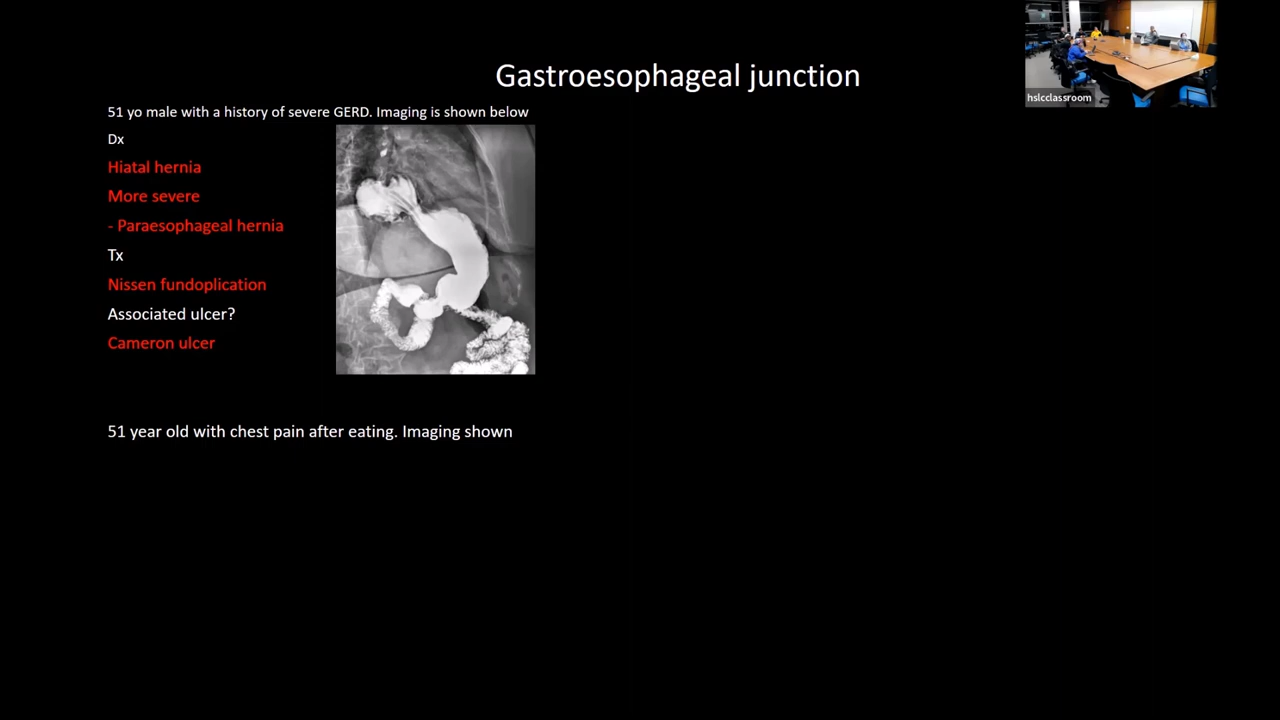 Gastroesophageal junction
hslcclassroom
51 yo male with a history of severe GERD. Imaging is shown below
Dx
Hiatal hernia
More severe
- Paraesophageal hernia
Tx
Nissen fundoplication
Associated ulcer?
Cameron ulcer
51 year old with chest pain after eating. Imaging shown